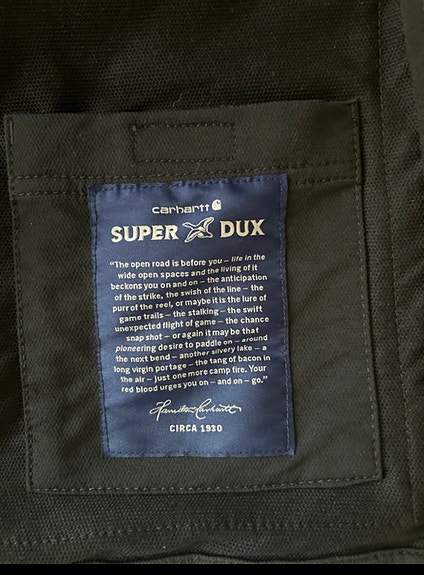 carhartt
SUPER DUX
"The open road is before you – life in the
wide open spaces and the living of it
beckons you on and on – the anticipation
of the strike, the swish of the line – the
purr of the reel, or maybe it is the lure of
game trails – the stalking – the swift
unexpected flight of game – the chance
snap shot – or again it may be that
pioneering desire to paddle on – around
the next bend – another silvery lake – a
long virgin portage – the tang of bacon in
the air – just one more camp fire. Your
red blood urges you on – and on – go."
Hamilton Carhartt
CIRCA 1930